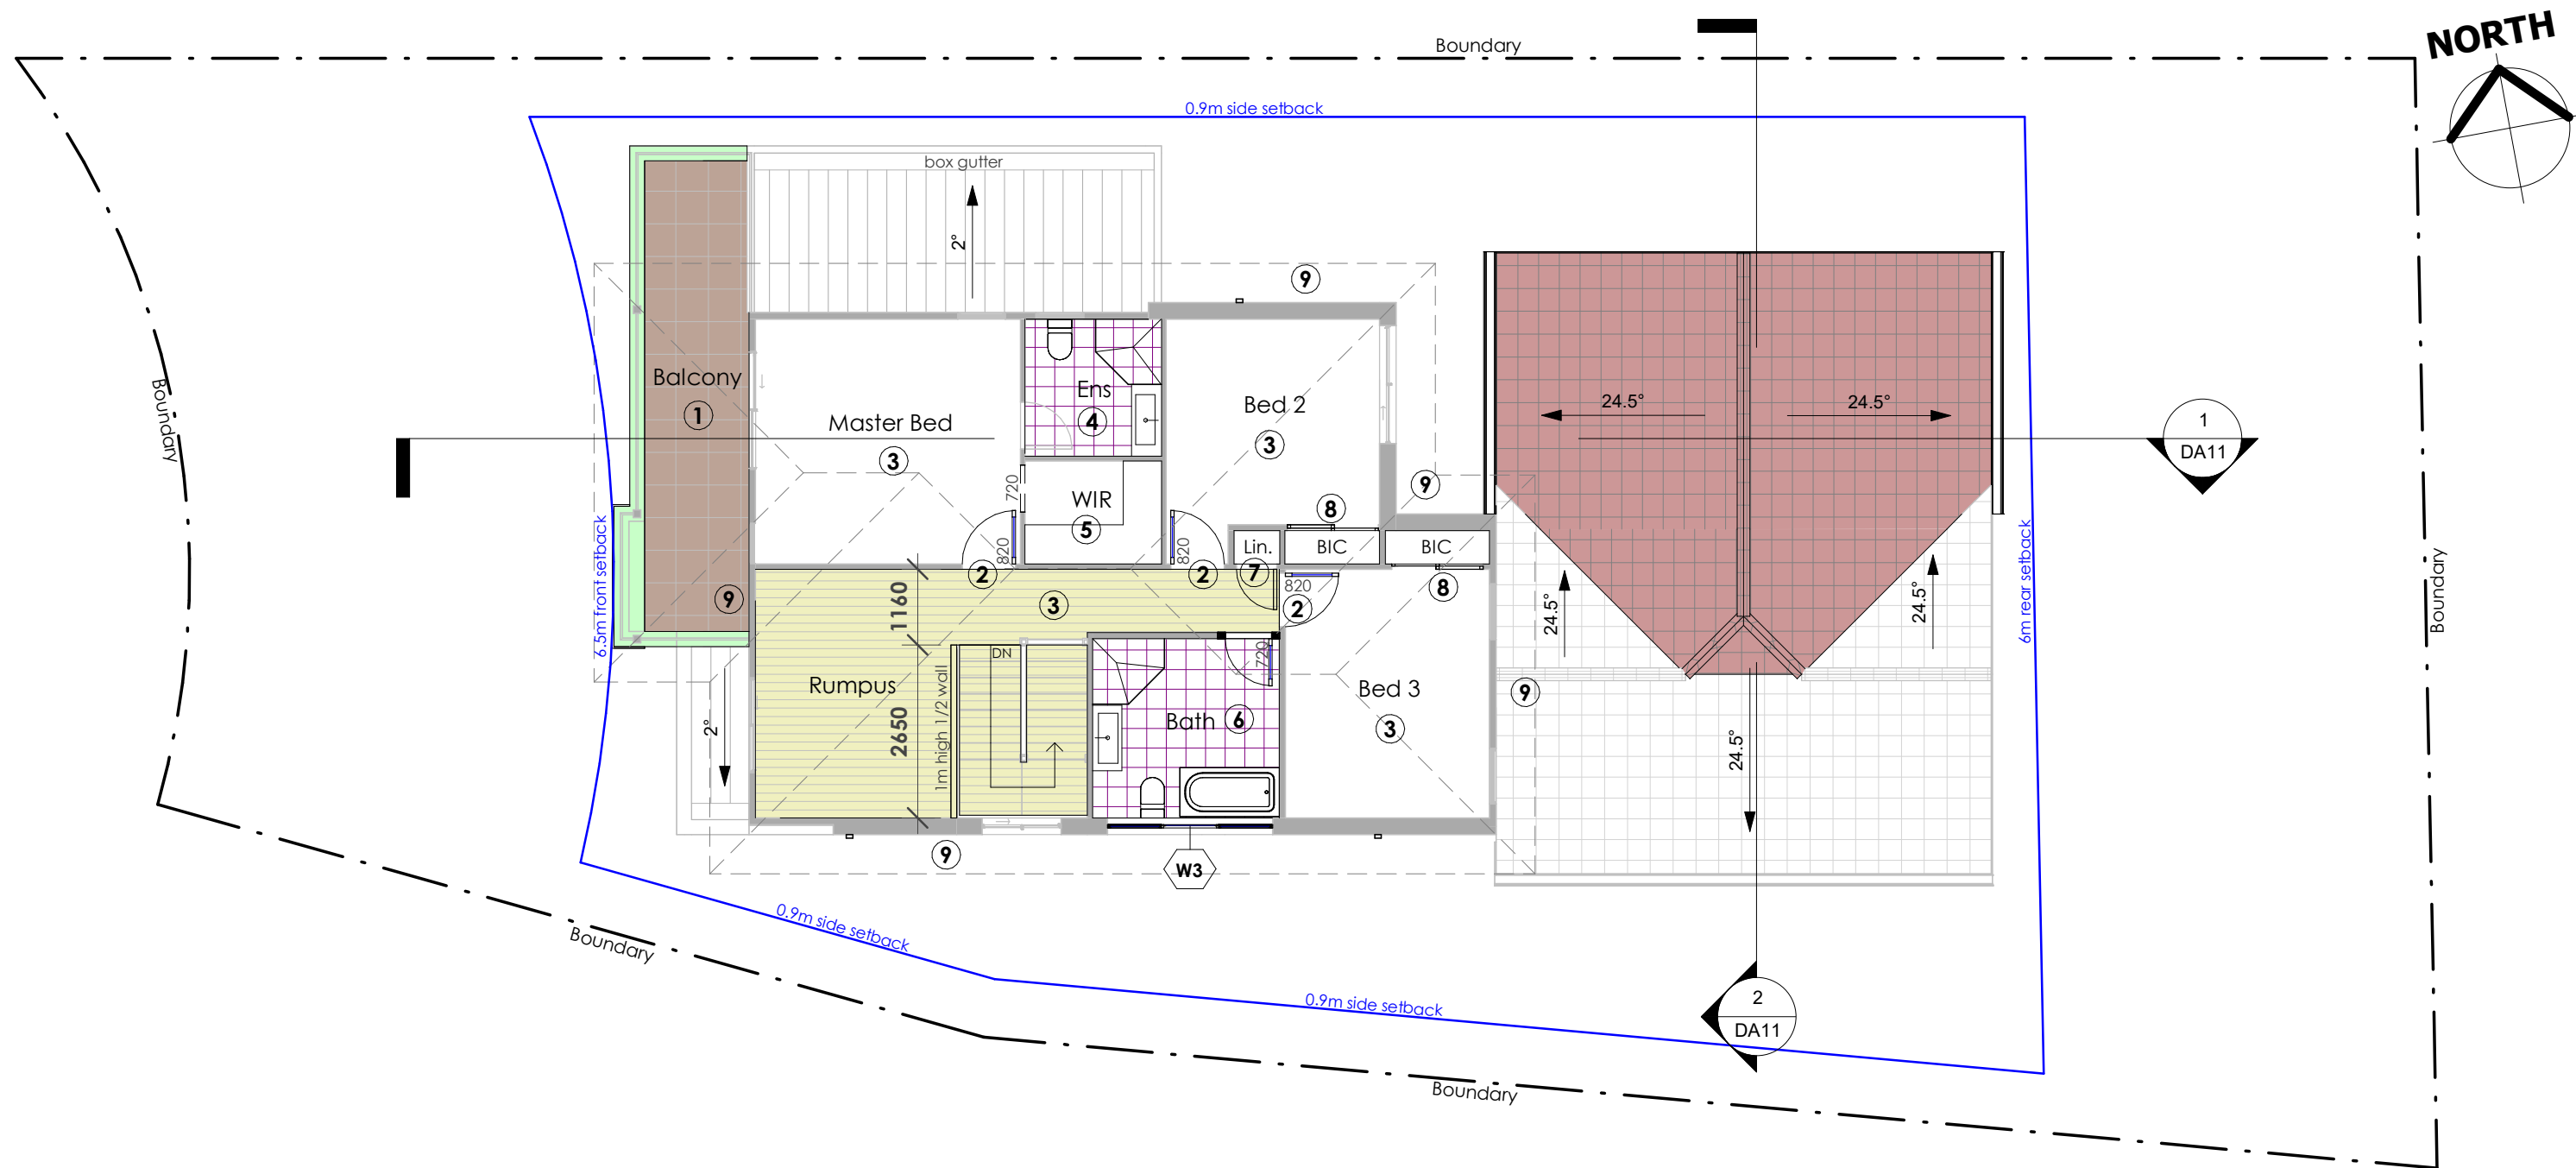 Boundary
NORTH
0.9m side setback
box gutter
2°
9
Balcony
1
Master Bed
3
Ens
4
Bed 2
3
24.5°
24.5°
1
DA11
Boundary
720
WIR
5
9
8
820
820
Lin.
BIC
BIC
2
2
7
820
8
2
6.5m front setback
9
1160
3
24.5°
24.5°
6m rear setback
Boundary
DN
720
Rumpus
1m high 1/2 wall
2650
Bath
6
Bed 3
3
9
2°
24.5°
9
W3
0.9m side setback
Boundary
0.9m side setback
2
DA11
Boundary